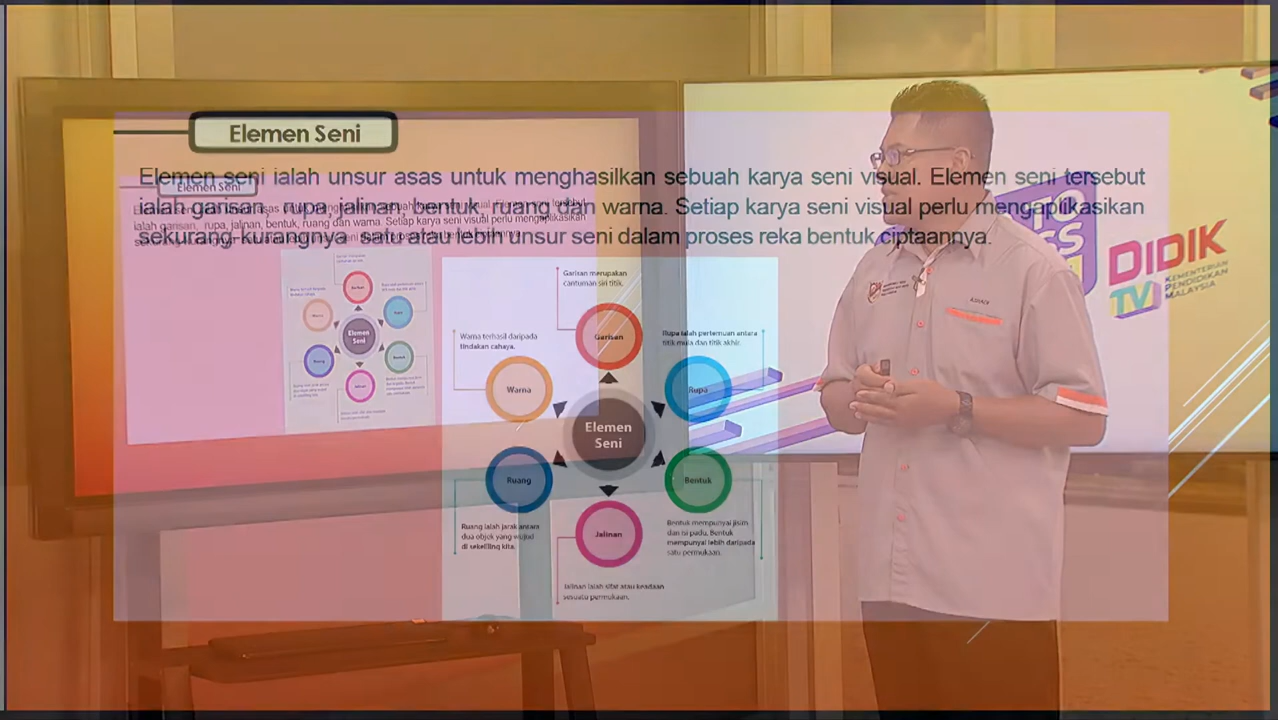 Elemen Seni
Elemen seni ialah unsur asas untuk menghasilkan sebuah karya seni visual. Elemen seni tersebut
ialah garisan, rupa, jalinan, bentuk, ruang dan warna. Setiap karya seni visual perlu mengaplikasikan
sekurang-kurangnya satu atau lebih unsur seni dalam proses reka bentuk ciptaannya.
Garisan merupakan
cantuman siri titik.
Garisan
Warna terhasil daripada
tindakan cahaya.
Warna
Rupa ialah pertemuan antara
titik mula dan titik akhir.
Rupa
Elemen
Seni
Ruang
Ruang ialah jarak antara
dua objek yang wujud
di sekeliling kita.
Bentuk
Bentuk mempunyai jisim
dan isi padu. Bentuk
mempunyai lebih daripada
satu permukaan.
Jalinan
Jalinan ialah sifat atau keadaan
sesuatu permukaan.
Elemen Seni
Elemen
Seni
DIDIK
TV
KEMENTERIAN
PENDIDIKAN
MALAYSIA